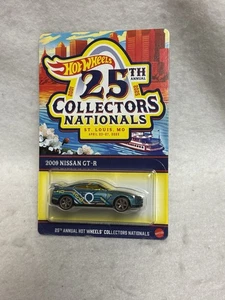 Hot Wheels
25TH
ANNUAL
COLLECTORS
NATIONALS
ST. LOUIS, MO
2009 NISSAN GT-R
25TH ANNUAL HOT WHEELS COLLECTORS NATIONALS